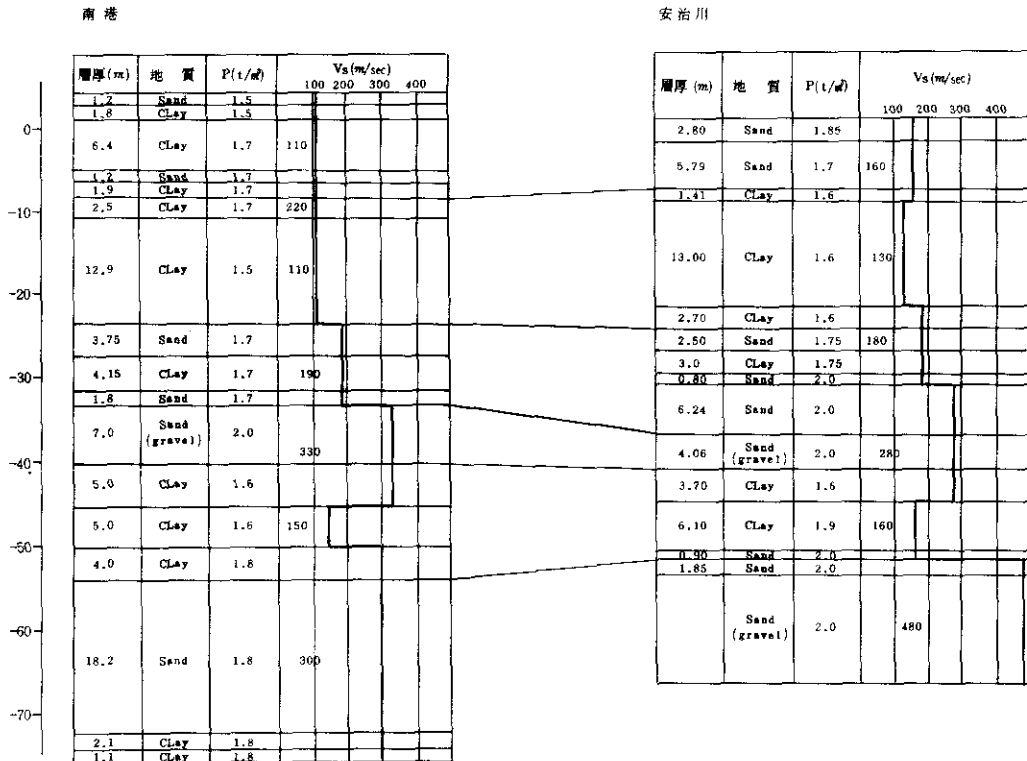 南 港
層厚(m) 地 質 P(t/㎥) Vs(m/sec)
100 200 300 400
1.2 Sand 1.5
1.8 CLay 1.5
0
6.4 CLay 1.7 110
1.2 Sand 1.7
1.9 CLay 1.7
2.5 CLay 1.7 220
-10
12.9 CLay 1.5 110
-20
3.75 Sand 1.7
4.15 CLay 1.7 190
-30
1.8 Sand 1.7
7.0 Sand (gravel) 2.0
330
-40
5.0 CLay 1.6
5.0 CLay 1.6 150
-50
4.0 CLay 1.8
-60
18.2 Sand 1.8 300
-70
2.1 CLay 1.8
1.1 CLay 1.8
安治川
層厚 (m) 地 質 P(t/㎥) Vs(m/sec)
100 200 300 400
2.80 Sand 1.85
5.79 Sand 1.7 160
1.41 CLay 1.6
13.00 CLay 1.6 130
2.70 CLay 1.6
2.50 Sand 1.75 180
3.0 CLay 1.75
0.80 Sand 2.0
6.24 Sand 2.0
4.06 Sand (gravel) 2.0 280
3.70 CLay 1.6
6.10 CLay 1.9 160
0.90 Sand 2.0
1.85 Sand 2.0
Sand (gravel) 2.0 480